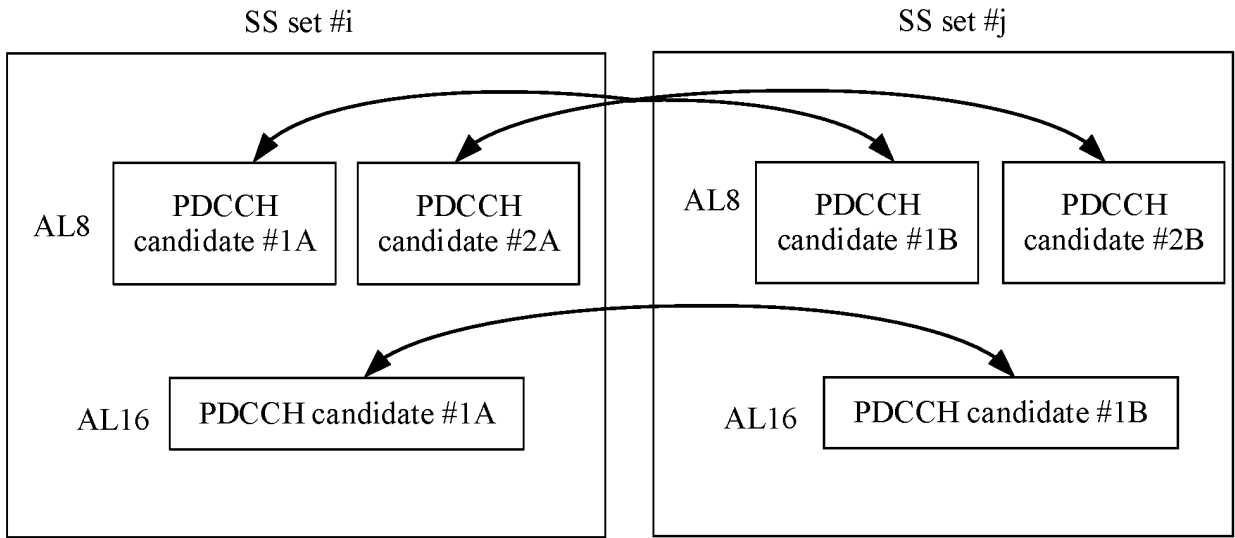 SS set #i
SS set #j
AL8
PDCCH
candidate #1A
PDCCH
candidate #2A
AL8
PDCCH
candidate #1B
PDCCH
candidate #2B
AL16
PDCCH candidate #1A
AL16
PDCCH candidate #1B